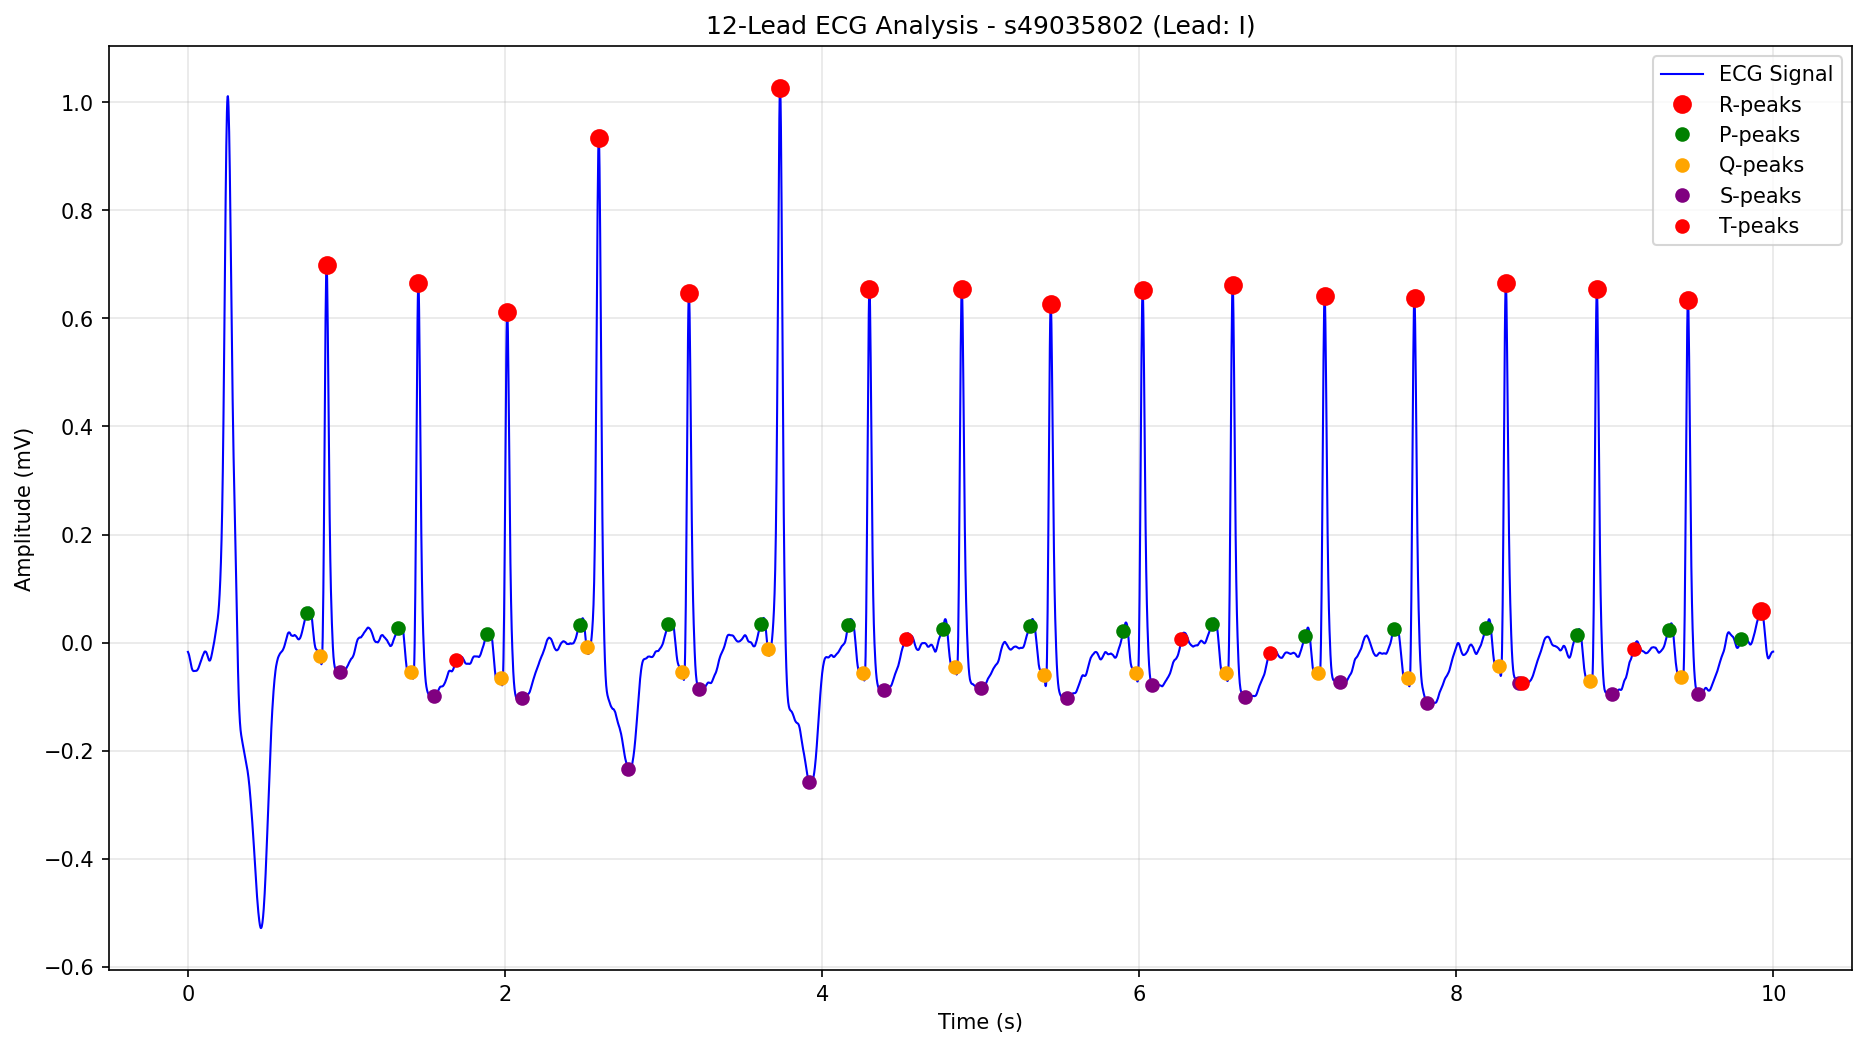 12-Lead ECG Analysis - s49035802 (Lead: I)
ECG Signal
R-peaks
P-peaks
Q-peaks
S-peaks
T-peaks
Amplitude (mV)
1.0
0.8
0.6
0.4
0.2
0.0
−0.2
−0.4
−0.6
0 2 4 6 8 10
Time (s)